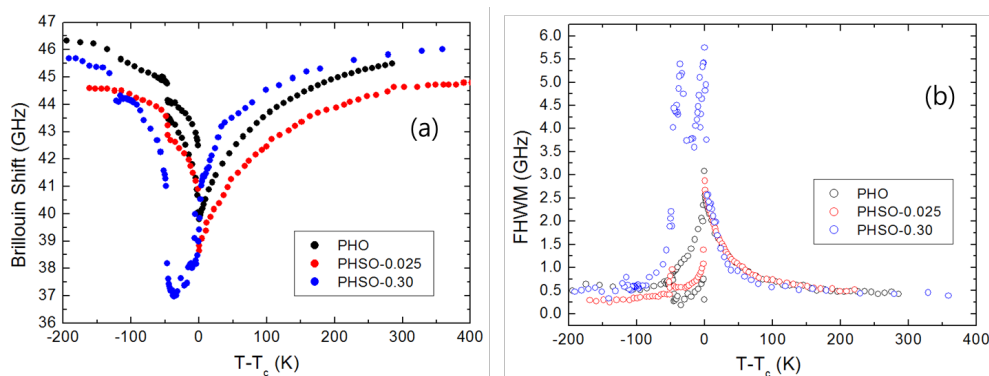 47
46
45
44
43
42
41
40
39
38
37
36
Brillouin Shift (GHz)
(a)
PHO
PHSO-0.025
PHSO-0.30
-200 -100 0 100 200 300 400
T-Tc (K)
6.0
5.5
5.0
4.5
4.0
3.5
3.0
2.5
2.0
1.5
1.0
0.5
0.0
FHWM (GHz)
(b)
PHO
PHSO-0.025
PHSO-0.30
-200 -100 0 100 200 300 400
T-Tc (K)